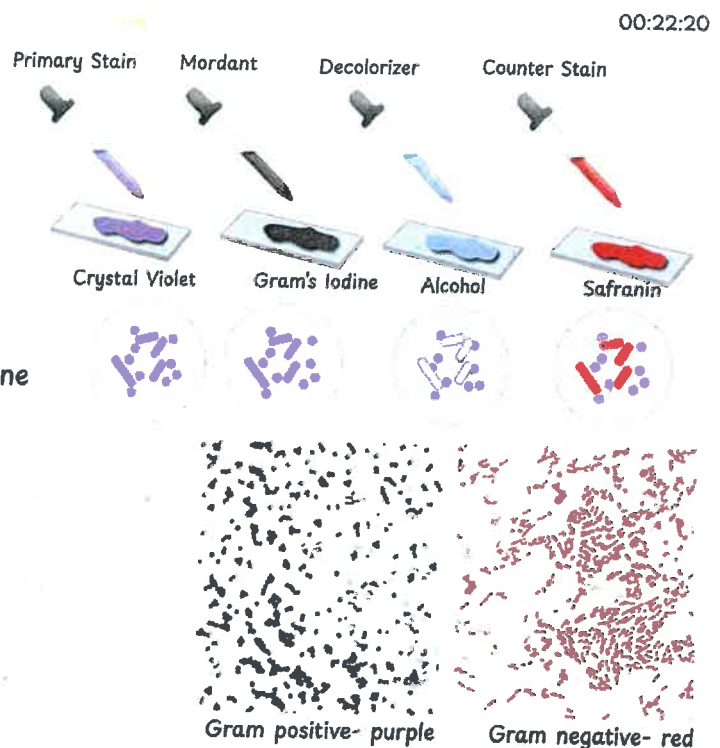 00:22:20
Primary Stain Mordant Decolorizer Counter Stain
Crystal Violet Gram's Iodine Alcohol Safranin
ne
Gram positive- purple Gram negative- red